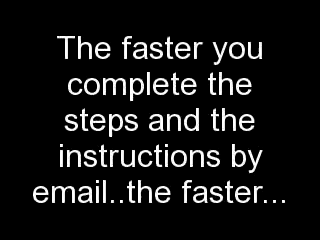 The faster you
complete the
steps and the
instructions by
email..the faster...